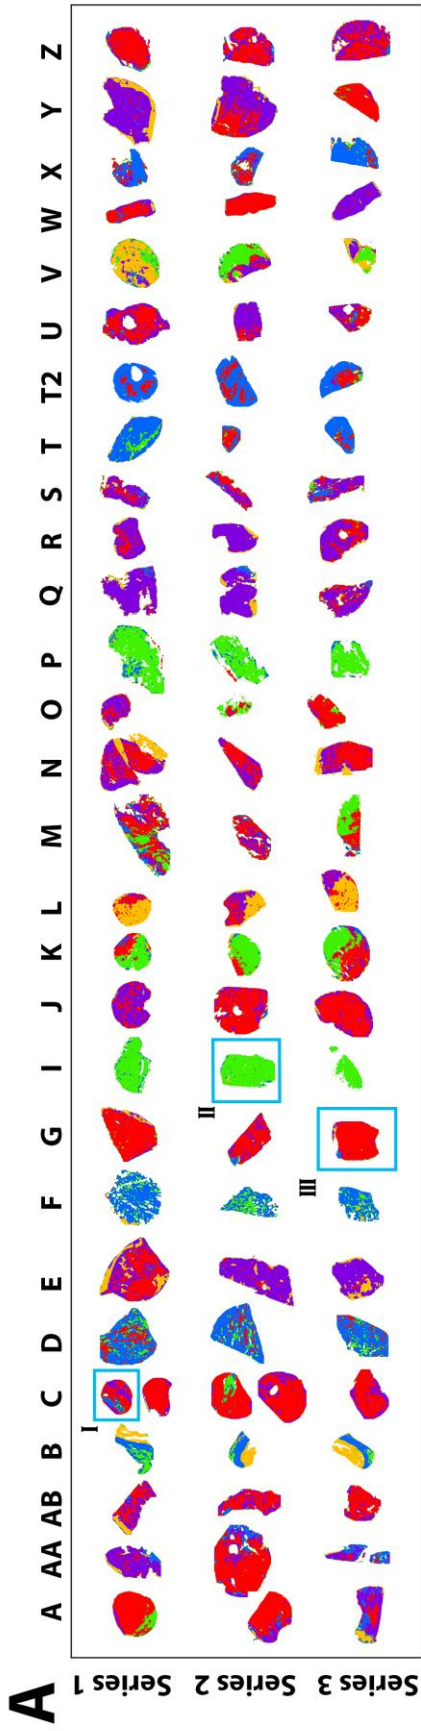 A
A AA AB B C D E F G I J K L M N O P Q R S T T2 U V W X Y Z
Series 1
I
Series 2
II
Series 3
III